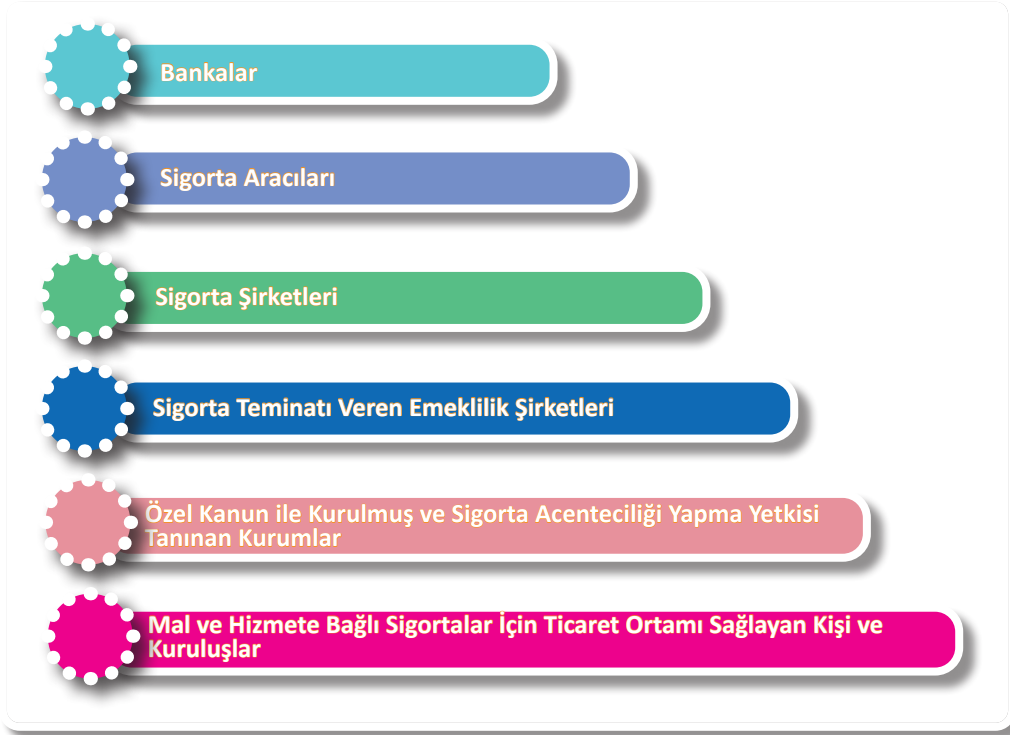 Bankalar
Sigorta Aracıları
Sigorta Şirketleri
Sigorta Teminatı Veren Emeklilik Şirketleri
Özel Kanun ile Kurulmuş ve Sigorta Acenteciliği Yapma Yetkisi
Tanınan Kurumlar
Mal ve Hizmete Bağlı Sigortalar İçin Ticaret Ortamı Sağlayan Kişi ve
Kuruluşlar